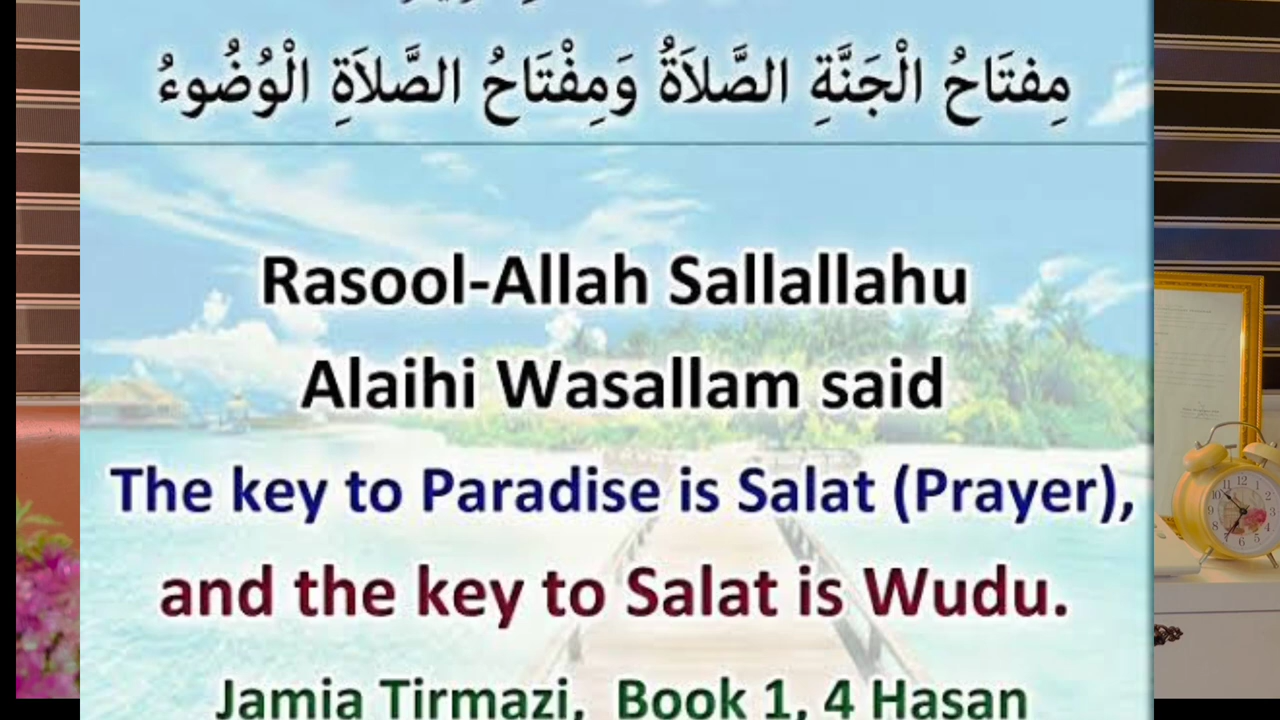 مِفتَاحُ الْجَنَّةِ الصَّلاَةُ وَمِفْتَاحُ الصَّلاَةِ الْوُضُوءُ
Rasool-Allah Sallallahu
Alaihi Wasallam said
The key to Paradise is Salat (Prayer),
and the key to Salat is Wudu.
Jamia Tirmazi, Book 1, 4 Hasan